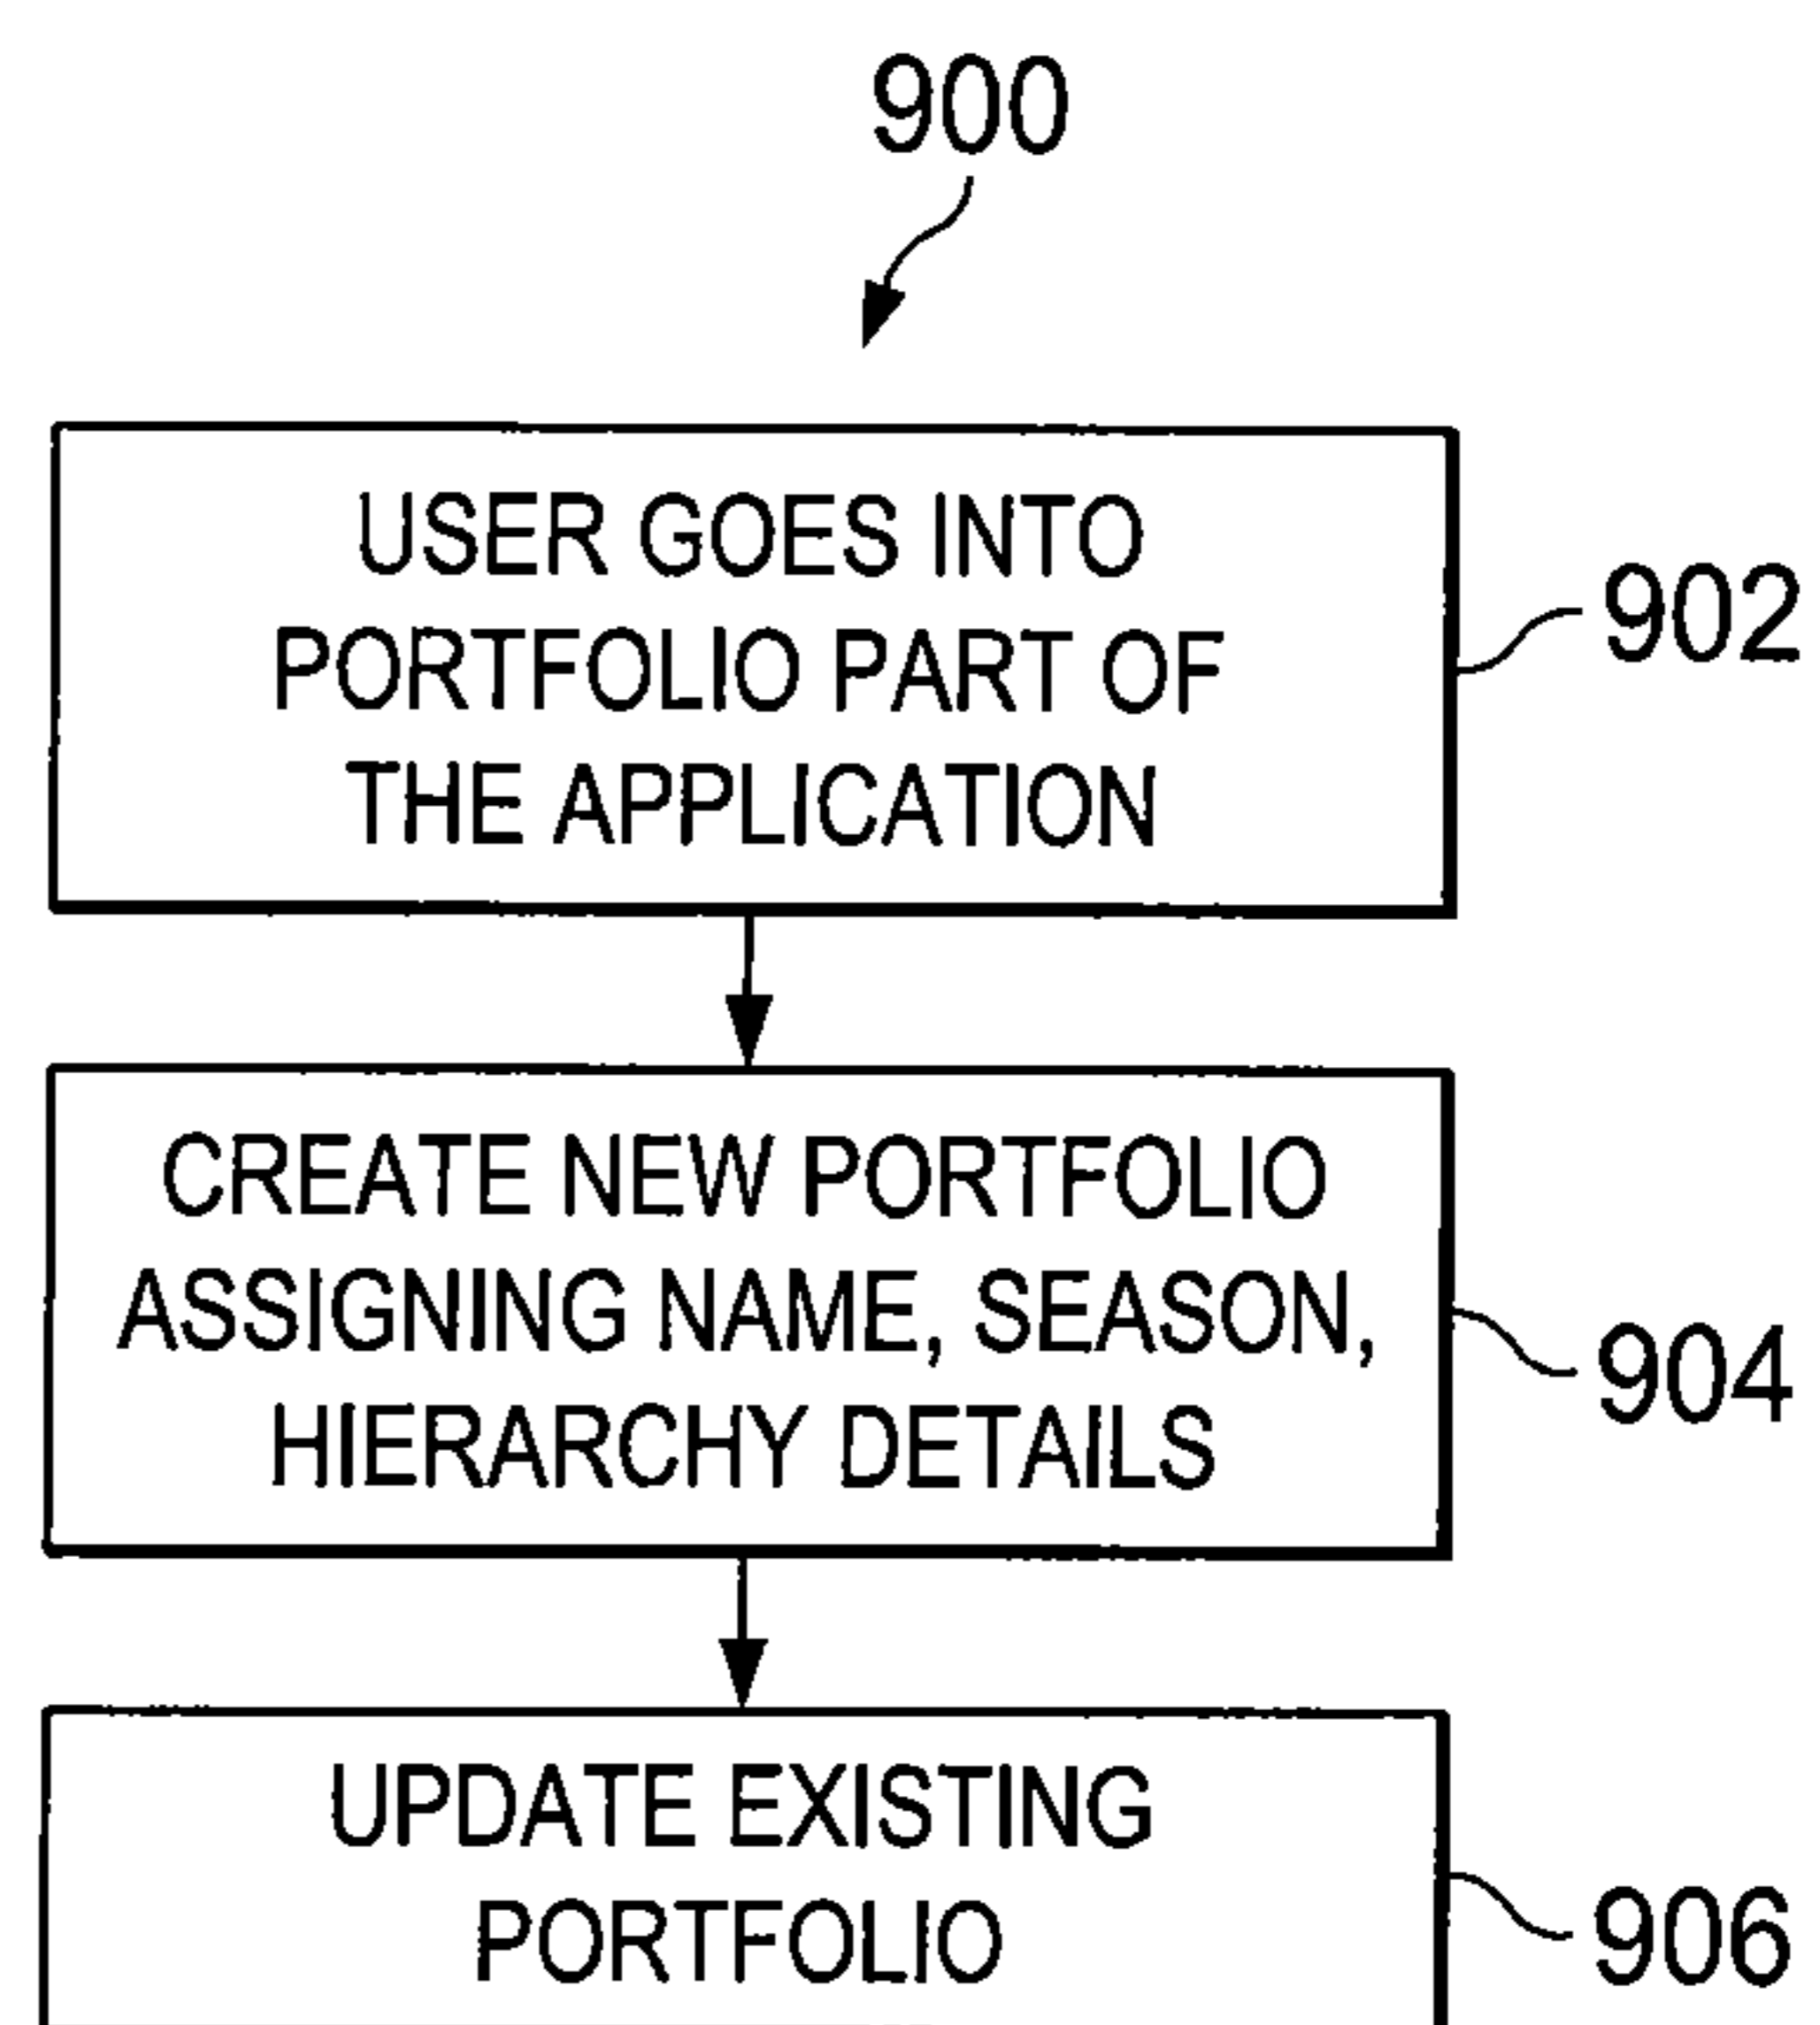 900
USER GOES INTO
PORTFOLIO PART OF
THE APPLICATION
902
CREATE NEW PORTFOLIO
ASSIGNING NAME, SEASON,
HIERARCHY DETAILS
904
UPDATE EXISTING
PORTFOLIO
906